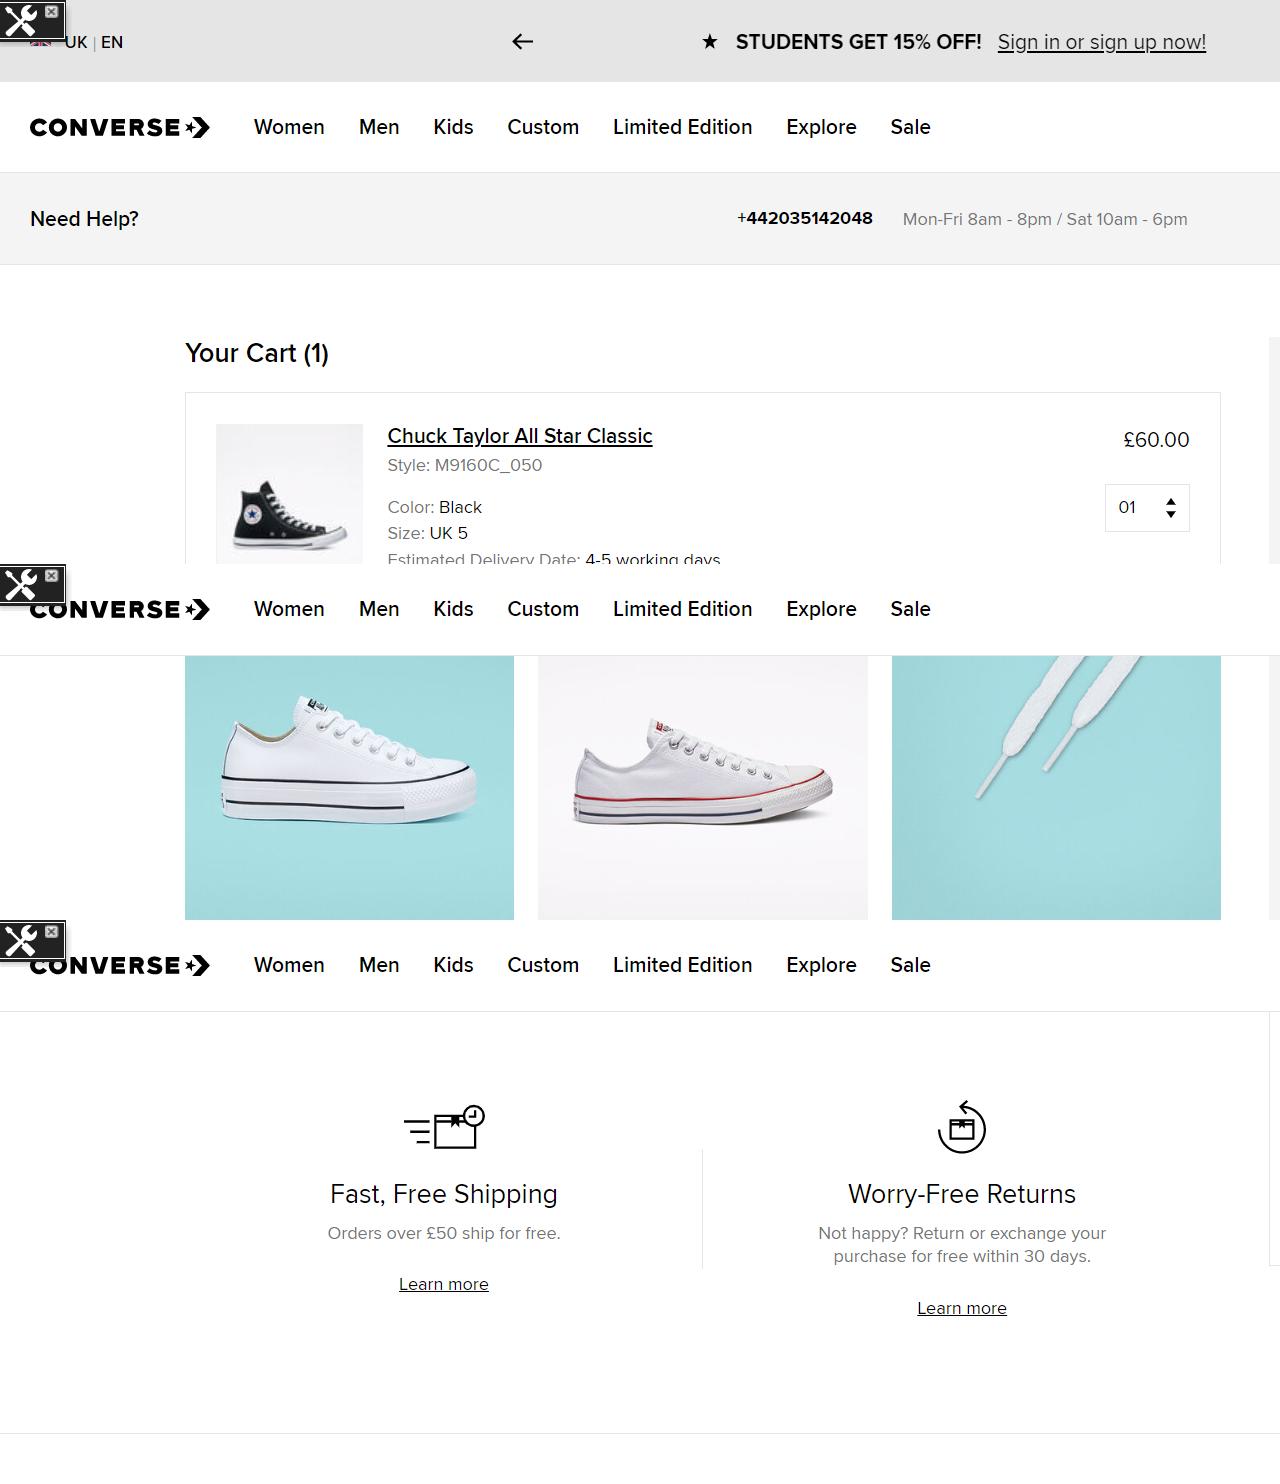 UK | EN
★ STUDENTS GET 15% OFF! Sign in or sign up now!
CONVERSE Women Men Kids Custom Limited Edition Explore Sale
Need Help? +442035142048 Mon-Fri 8am - 8pm / Sat 10am - 6pm
Your Cart (1)
Chuck Taylor All Star Classic £60.00
Style: M9160C_050
Color: Black 01
Size: UK 5
Estimated Delivery Date: 4-5 working days
CONVERSE Women Men Kids Custom Limited Edition Explore Sale
CONVERSE Women Men Kids Custom Limited Edition Explore Sale
Fast, Free Shipping
Orders over £50 ship for free.
Learn more
Worry-Free Returns
Not happy? Return or exchange your
purchase for free within 30 days.
Learn more